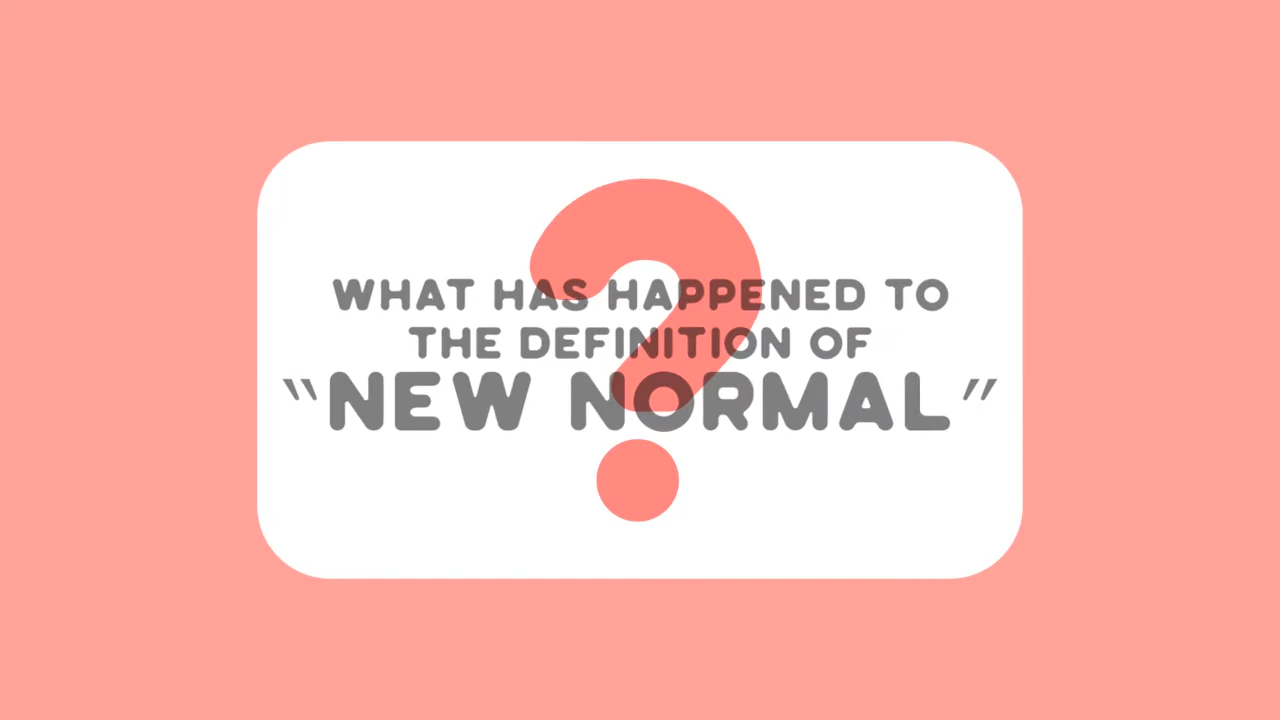 WHAT HAS HAPPENED TO
THE DEFINITION OF
"NEW NORMAL"
?